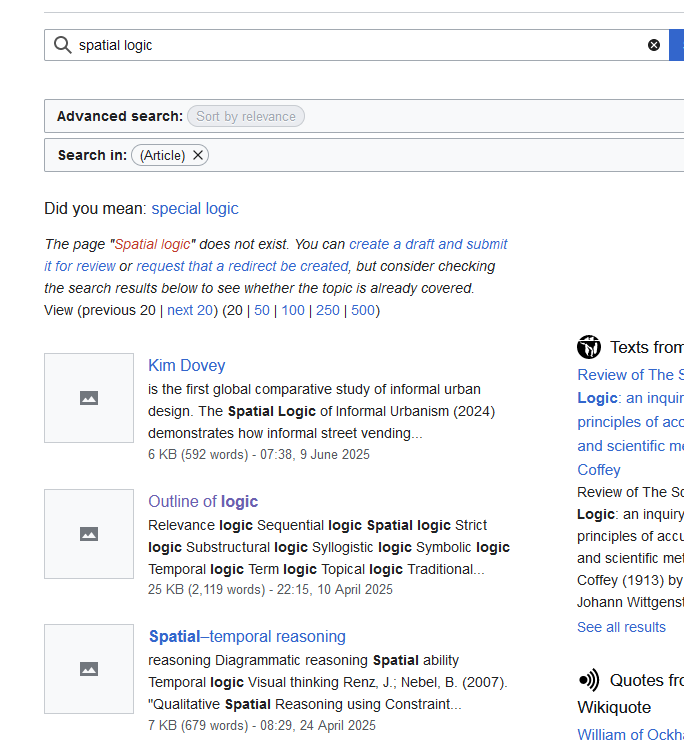 spatial logic
Advanced search: Sort by relevance
Search in: (Article)
Did you mean: special logic
The page "Spatial logic" does not exist. You can create a draft and submit
it for review or request that a redirect be created, but consider checking
the search results below to see whether the topic is already covered.
View (previous 20 | next 20) (20 | 50 | 100 | 250 | 500)
Kim Dovey
is the first global comparative study of informal urban
design. The Spatial Logic of Informal Urbanism (2024)
demonstrates how informal street vending...
6 KB (592 words) - 07:38, 9 June 2025
Outline of logic
Relevance logic Sequential logic Spatial logic Strict
logic Substructural logic Syllogistic logic Symbolic logic
Temporal logic Term logic Topical logic Traditional...
25 KB (2,119 words) - 22:15, 10 April 2025
Spatial–temporal reasoning
reasoning Diagrammatic reasoning Spatial ability
Temporal logic Visual thinking Renz, J.; Nebel, B. (2007).
"Qualitative Spatial Reasoning using Constraint...
7 KB (679 words) - 08:29, 24 April 2025
Texts from
Review of The
Logic: an
principles of
and scientific
Coffey
Review of The
Logic: an inquiry
principles of
and scientific
Coffey (1913) by
Johann
See all results
Quotes
Wikiquote
William of